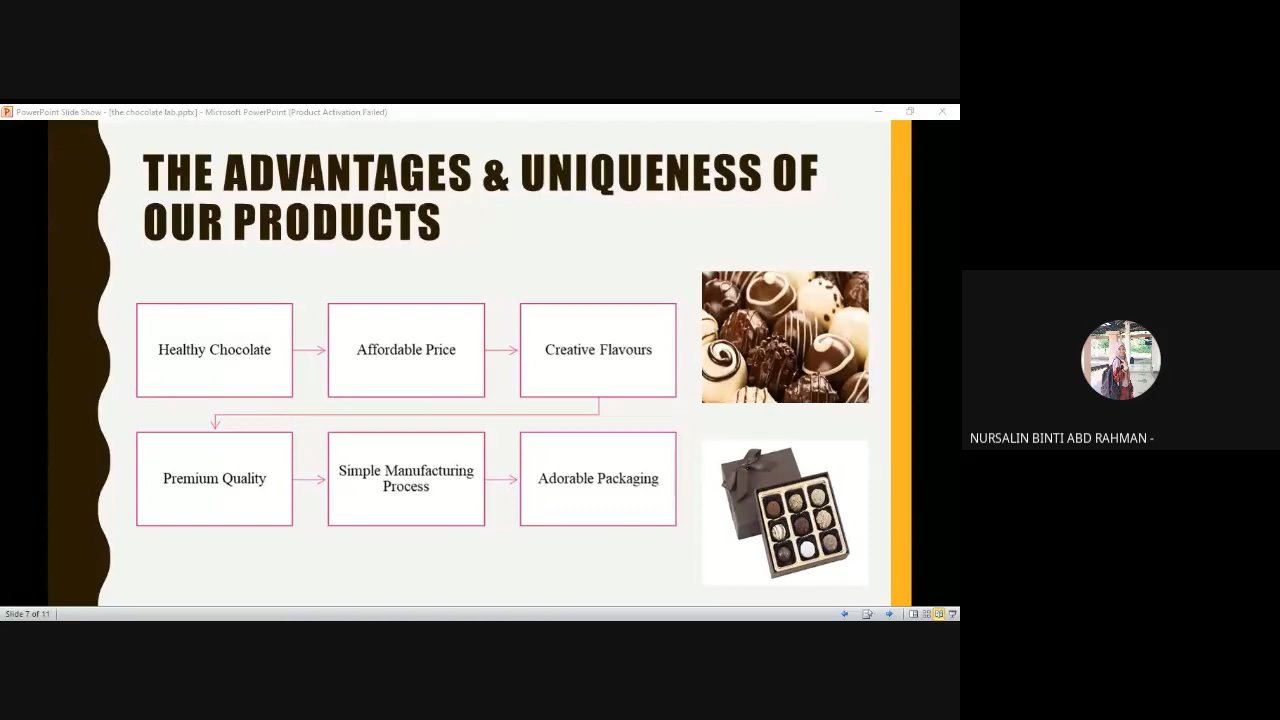 PowerPoint Slide Show - [the chocolate lab.pptx] - Microsoft PowerPoint (Product Activation Failed)
THE ADVANTAGES & UNIQUENESS OF
OUR PRODUCTS
Healthy Chocolate
Affordable Price
Creative Flavours
Premium Quality
Simple Manufacturing
Process
Adorable Packaging
NURSALIN BINTI ABD RAHMAN -
Slide 7 of 11